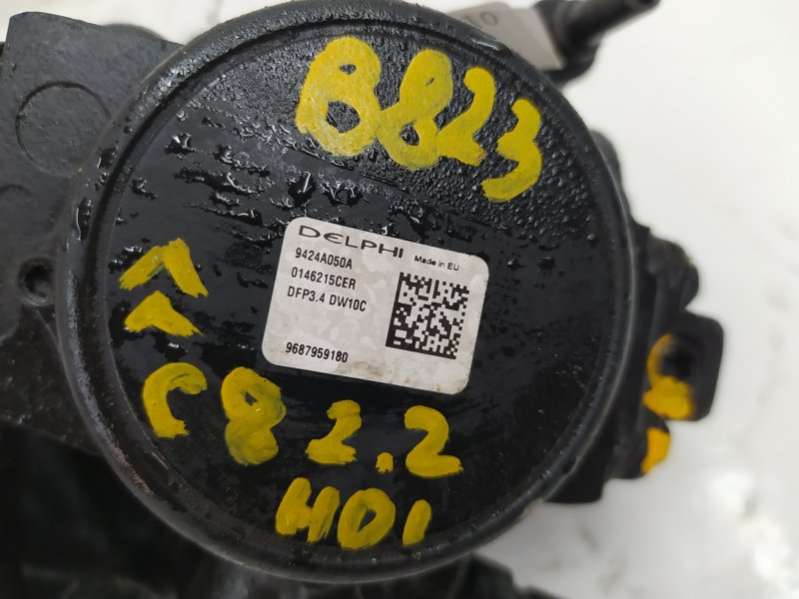 B823
DELPHI Made in EU
9424A050A
0146215CER
DFP3.4 DW10C
9687959180
C8 2.2
HDI